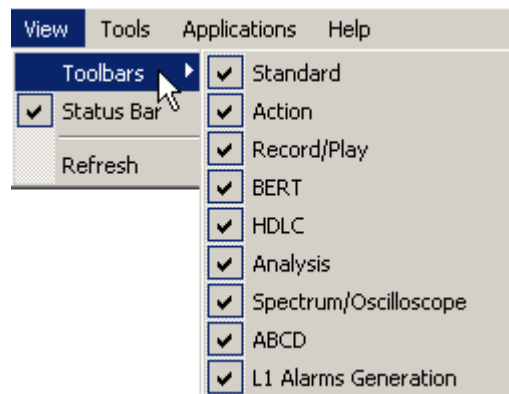 View Tools Applications Help
Toolbars
Status Bar
Refresh
Standard
Action
Record/Play
BERT
HDLC
Analysis
Spectrum/Oscilloscope
ABCD
L1 Alarms Generation